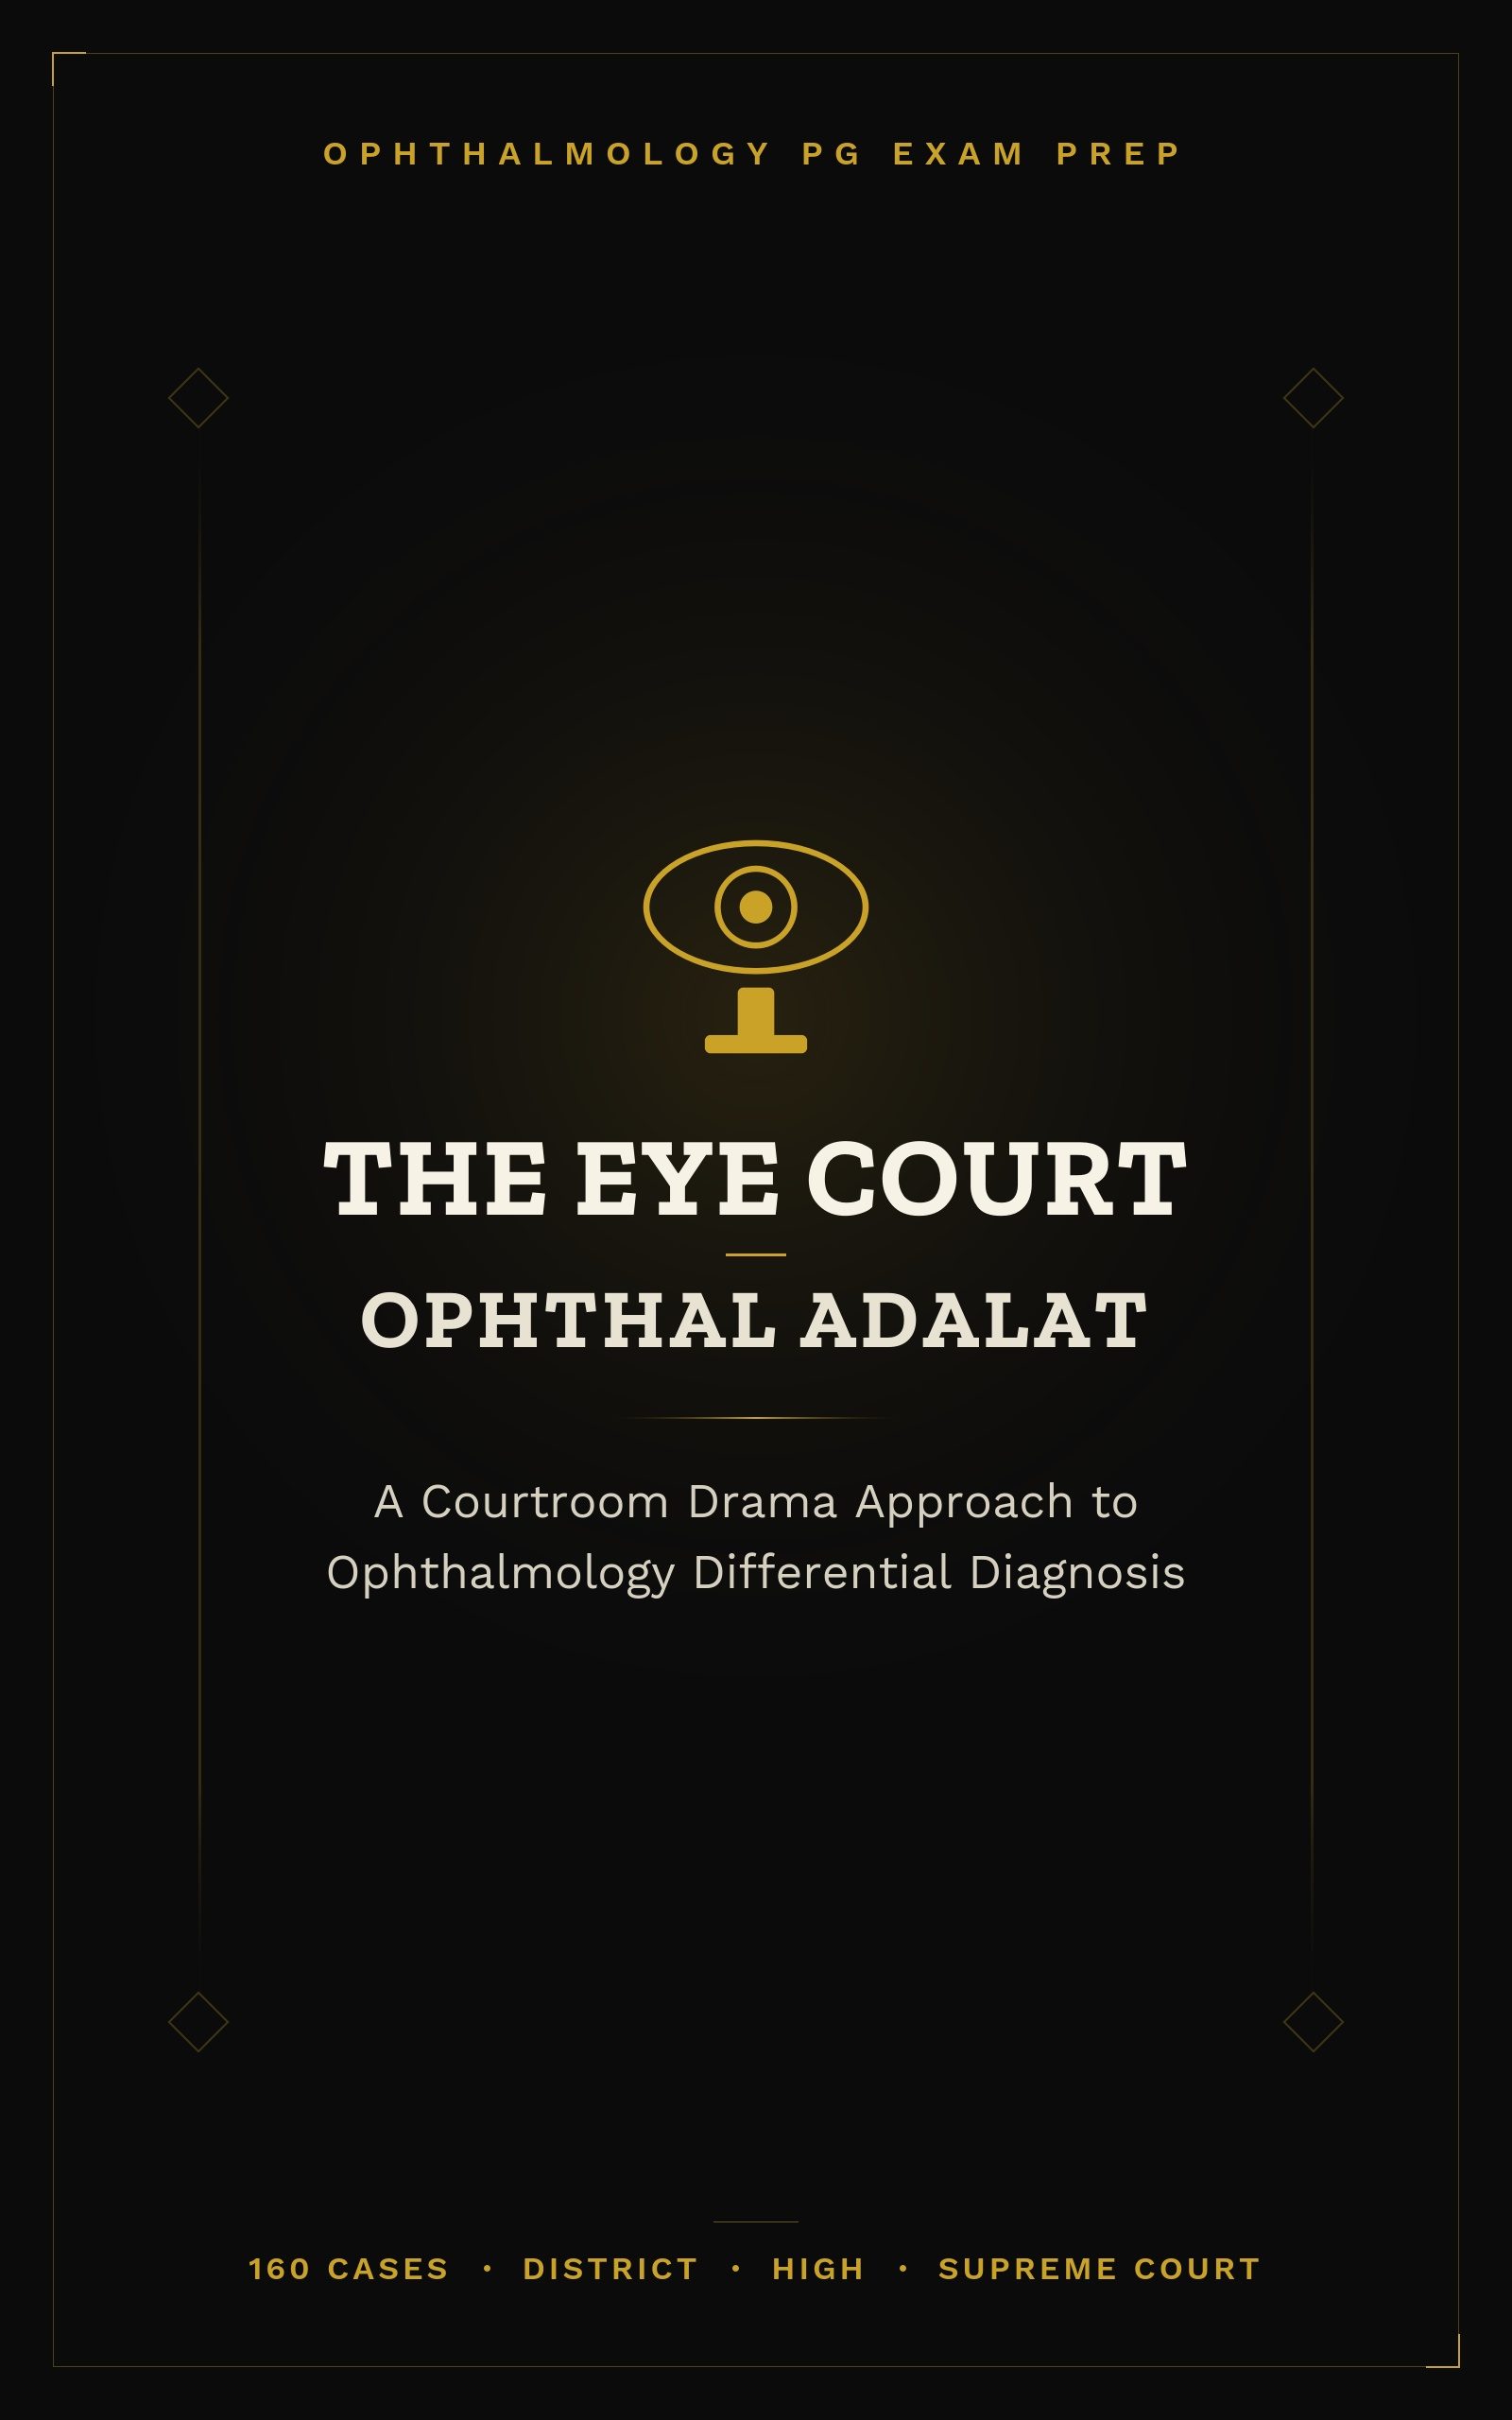 OPHTHALMOLOGY PG EXAM PREP
THE EYE COURT
OPHTHAL ADALAT
A Courtroom Drama Approach to
Ophthalmology Differential Diagnosis
160 CASES • DISTRICT • HIGH • SUPREME COURT